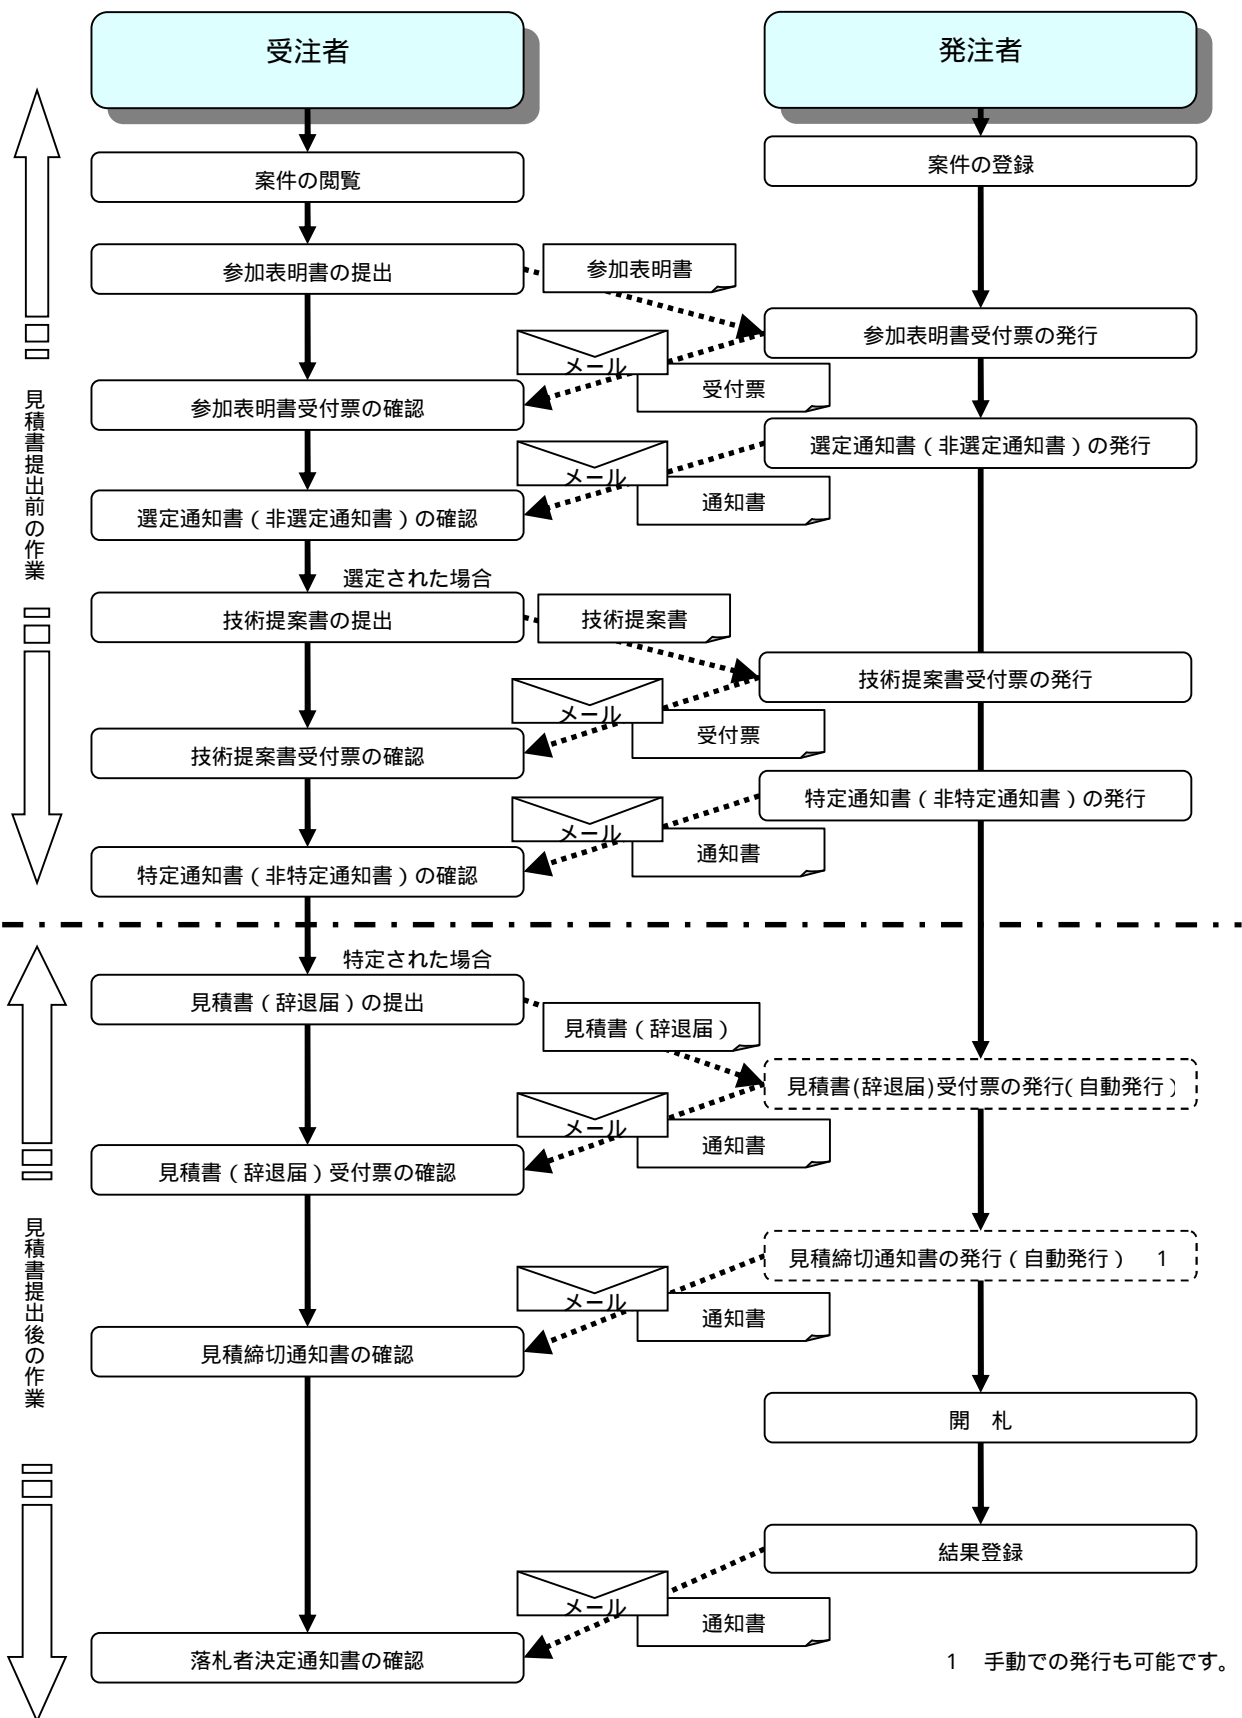 受注者
発注者
案件の登録
案件の閲覧
参加表明書の提出
参加表明書
参加表明書受付票の発行
メール
受付票
参加表明書受付票の確認
見積書提出前の作業
選定通知書（非選定通知書）の発行
メール
通知書
選定通知書（非選定通知書）の確認
選定された場合
技術提案書の提出
技術提案書
技術提案書受付票の発行
メール
受付票
技術提案書受付票の確認
特定通知書（非特定通知書）の発行
メール
通知書
特定通知書（非特定通知書）の確認
特定された場合
見積書（辞退届）の提出
見積書（辞退届）
見積書(辞退届)受付票の発行(自動発行)
メール
通知書
見積書（辞退届）受付票の確認
見積書提出後の作業
見積締切通知書の発行（自動発行）　1
メール
通知書
見積締切通知書の確認
開　札
結果登録
メール
通知書
落札者決定通知書の確認
1　手動での発行も可能です。